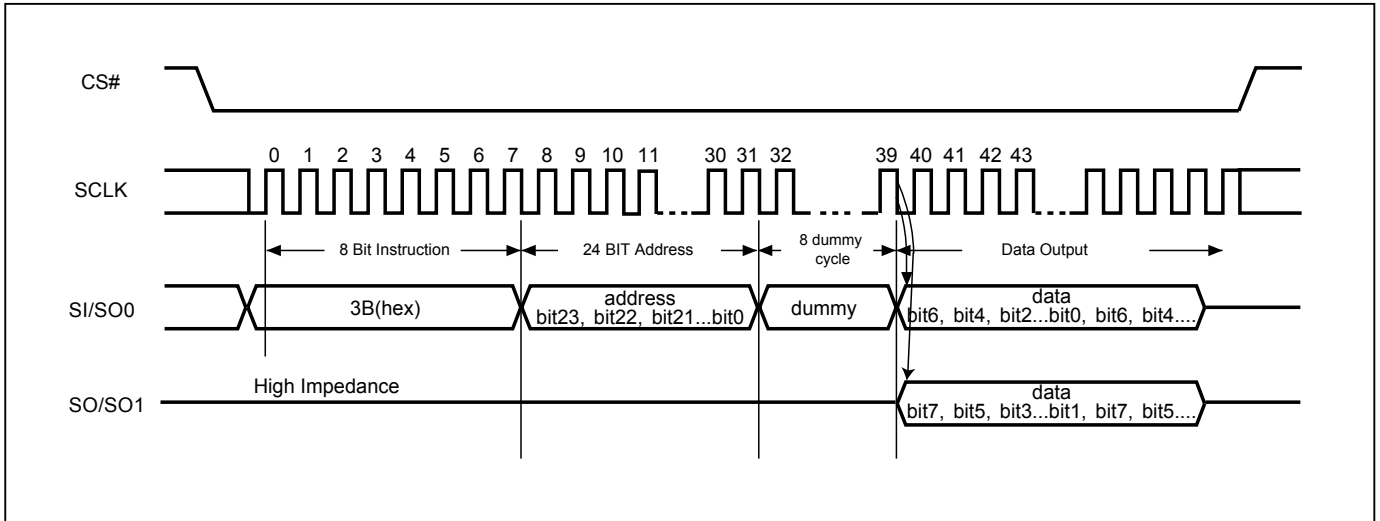 CS#
0 1 2 3 4 5 6 7 8 9 10 11 30 31 32 39 40 41 42 43
SCLK
8 Bit Instruction
24 BIT Address
8 dummy
cycle
Data Output
SI/SO0
3B(hex)
address
bit23, bit22, bit21...bit0
dummy
data
bit6, bit4, bit2...bit0, bit6, bit4....
High Impedance
SO/SO1
data
bit7, bit5, bit3...bit1, bit7, bit5....